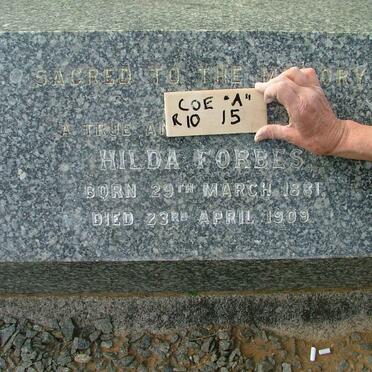 SACRED TO THE MEMORY
COE "A"
R10 15
A TRUE
HILDA FORBES
BORN 29TH MARCH 1881.
DIED 23RD APRIL 1909.